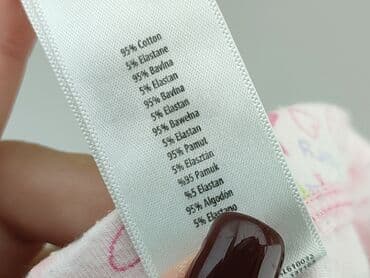 95% Cotton
5% Elastane
95% Bavlna
5% Elastan
95% Bavlna
5% Elastan
95% Bawełna
5% Elastan
95% Pamut
5% Elasztán
%95 Pamuk
%5 Elastan
95% Algodón
5% Elastano